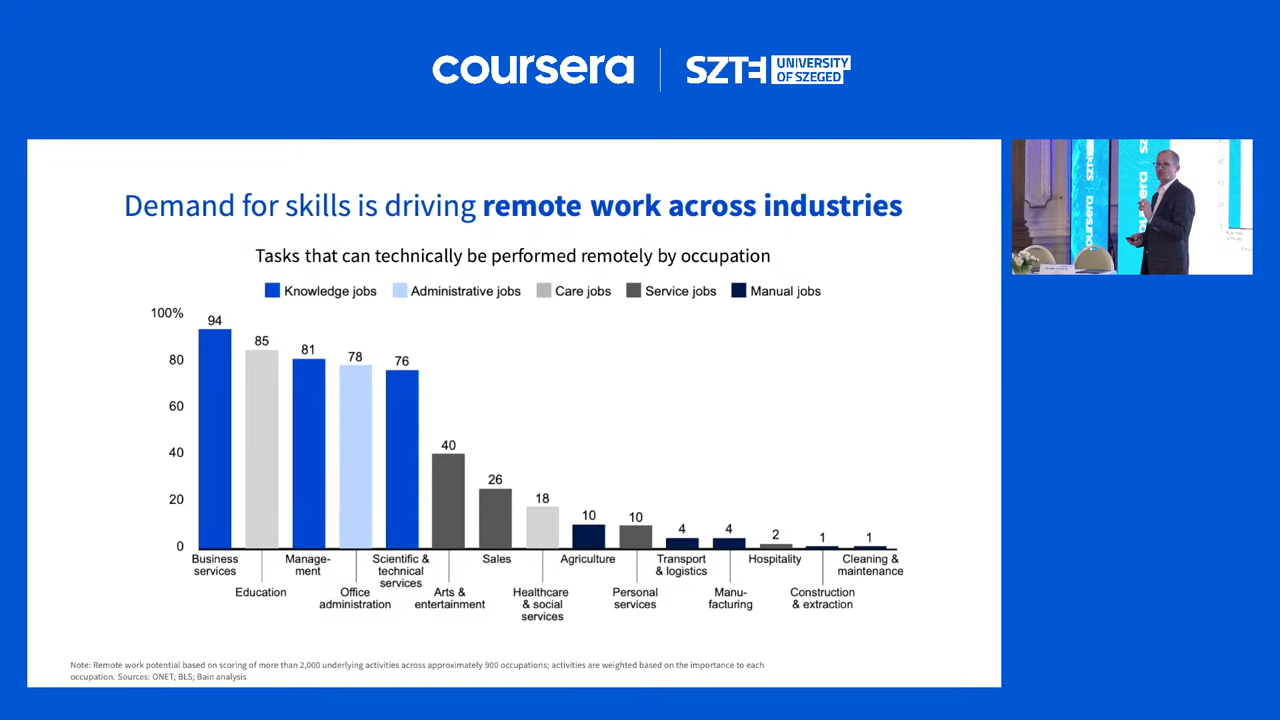 coursera
SZTE UNIVERSITY
OF SZEGED
Demand for skills is driving remote work across industries
Tasks that can technically be performed remotely by occupation
Knowledge jobs Administrative jobs Care jobs Service jobs Manual jobs
100%
80
60
40
20
0
94
85
81
78
76
40
26
18
10
10
4
4
2
1
1
Business
services
Education
Manage-
ment
Office
administration
Scientific &
technical
services
Arts &
entertainment
Sales
Healthcare
& social
services
Agriculture
Personal
services
Transport
& logistics
Manu-
facturing
Hospitality
Construction
& extraction
Cleaning &
maintenance
Note: Remote work potential based on scoring of more than 2,000 underlying activities across approximately 900 occupations; activities are weighted based on the importance to each
occupation. Sources: ONET; BLS; Bain analysis
coursera
SZTE
oursera
SZ